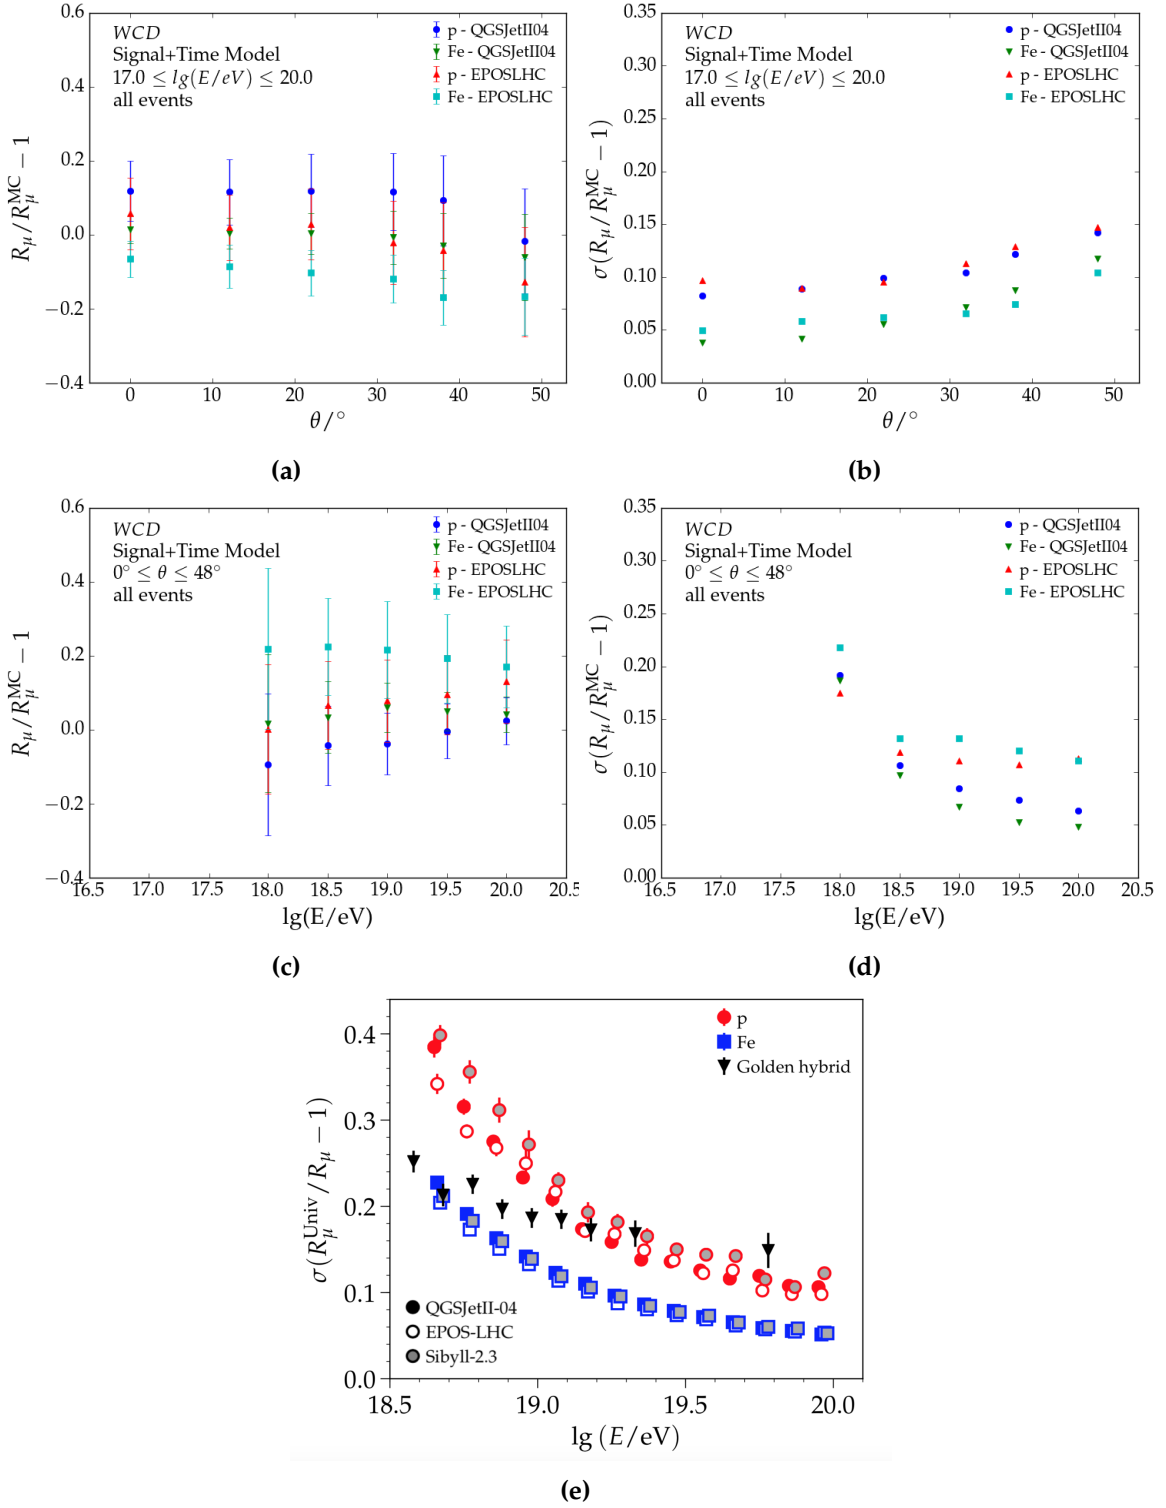 0.6
0.4
0.2
0.0
−0.2
−0.4
R_μ/R_μ^MC − 1
WCD
Signal+Time Model
17.0 ≤ lg(E/eV) ≤ 20.0
all events
p - QGSJetII04
Fe - QGSJetII04
p - EPOSLHC
Fe - EPOSLHC
0 10 20 30 40 50
θ/°
(a)
0.35
0.30
0.25
0.20
0.15
0.10
0.05
0.00
σ(R_μ/R_μ^MC − 1)
WCD
Signal+Time Model
17.0 ≤ lg(E/eV) ≤ 20.0
all events
p - QGSJetII04
Fe - QGSJetII04
p - EPOSLHC
Fe - EPOSLHC
0 10 20 30 40 50
θ/°
(b)
0.6
0.4
0.2
0.0
−0.2
−0.4
R_μ/R_μ^MC − 1
WCD
Signal+Time Model
0° ≤ θ ≤ 48°
all events
p - QGSJetII04
Fe - QGSJetII04
p - EPOSLHC
Fe - EPOSLHC
16.5 17.0 17.5 18.0 18.5 19.0 19.5 20.0 20.5
lg(E/eV)
(c)
0.35
0.30
0.25
0.20
0.15
0.10
0.05
0.00
σ(R_μ/R_μ^MC − 1)
WCD
Signal+Time Model
0° ≤ θ ≤ 48°
all events
p - QGSJetII04
Fe - QGSJetII04
p - EPOSLHC
Fe - EPOSLHC
16.5 17.0 17.5 18.0 18.5 19.0 19.5 20.0 20.5
lg(E/eV)
(d)
0.4
0.3
0.2
0.1
0.0
σ(R_μ^Univ/R_μ − 1)
p
Fe
Golden hybrid
QGSJetII-04
EPOS-LHC
Sibyll-2.3
18.5 19.0 19.5 20.0
lg (E/eV)
(e)